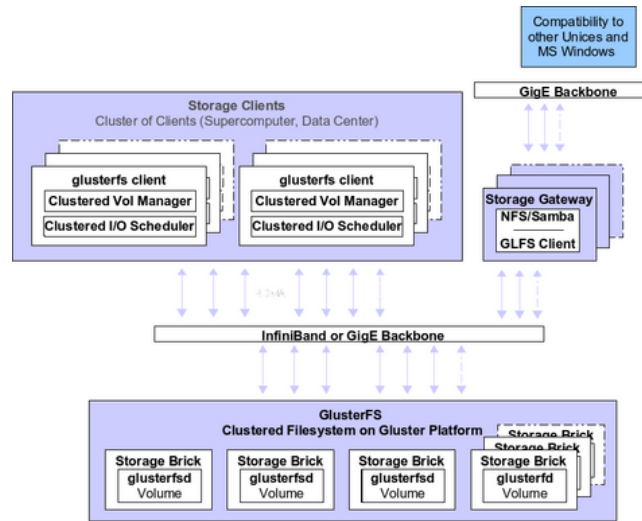 Compatibility to
other Unices and
MS Windows
GigE Backbone
Storage Clients
Cluster of Clients (Supercomputer, Data Center)
glusterfs client
Clustered Vol Manager
Clustered I/O Scheduler
glusterfs client
Clustered Vol Manager
Clustered I/O Scheduler
Storage Gateway
NFS/Samba
GLFS Client
InfiniBand or GigE Backbone
GlusterFS
Clustered Filesystem on Gluster Platform
Storage Brick
Storage Brick
Storage Brick
glusterfsd
Volume
Storage Brick
glusterfsd
Volume
Storage Brick
glusterfsd
Volume
Storage Brick
glusterfd
Volume